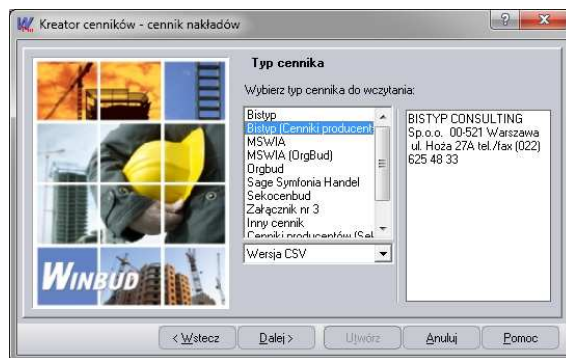 Kreator cenników - cennik nakładów
Typ cennika
Wybierz typ cennika do wczytania:
Bistyp
Bistyp (Cenniki producent
MSWIA
MSWIA (OrgBud)
Orgbud
Sage Symfonia Handel
Sekocenbud
Załącznik nr 3
Inny cennik
Cenniki producentów (Sek
Wersja CSV
BISTYP CONSULTING
Sp.o.o. 00-521 Warszawa
ul. Hoża 27A tel./fax (022)
625 48 33
WINBUD
< Wstecz
Dalej >
Utwórz
Anuluj
Pomoc